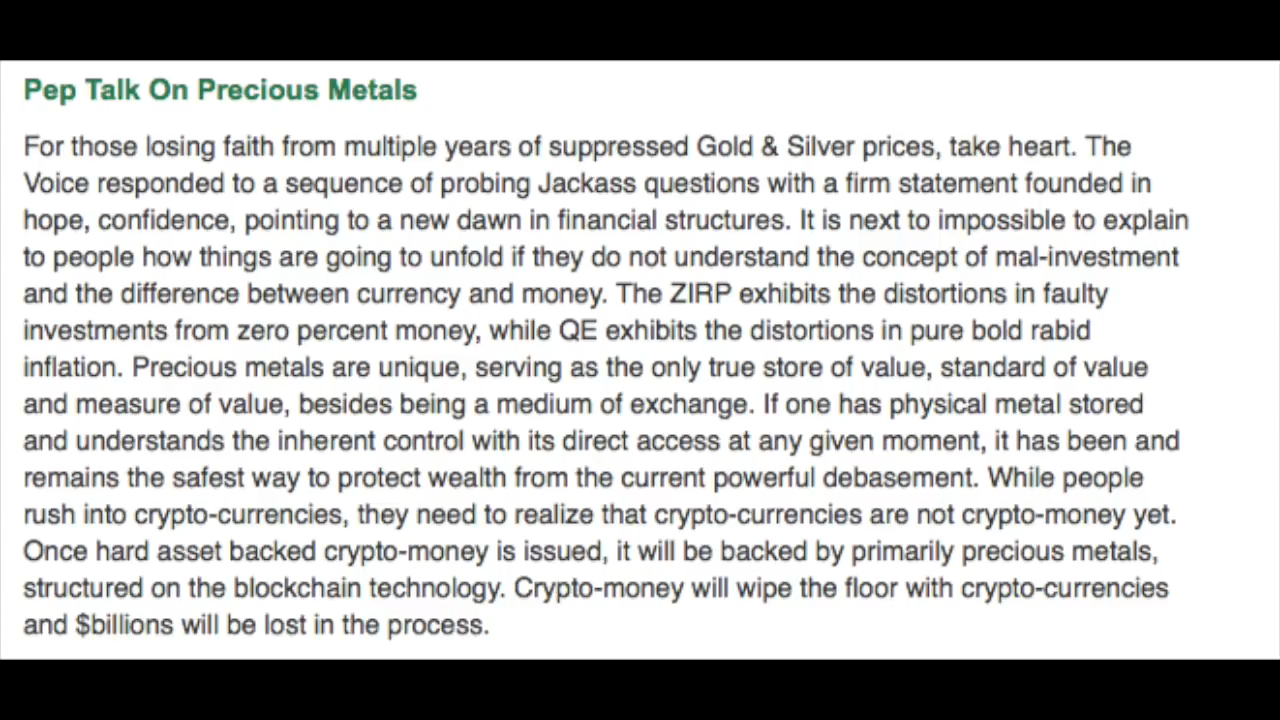 Pep Talk On Precious Metals
For those losing faith from multiple years of suppressed Gold & Silver prices, take heart. The
Voice responded to a sequence of probing Jackass questions with a firm statement founded in
hope, confidence, pointing to a new dawn in financial structures. It is next to impossible to explain
to people how things are going to unfold if they do not understand the concept of mal-investment
and the difference between currency and money. The ZIRP exhibits the distortions in faulty
investments from zero percent money, while QE exhibits the distortions in pure bold rabid
inflation. Precious metals are unique, serving as the only true store of value, standard of value
and measure of value, besides being a medium of exchange. If one has physical metal stored
and understands the inherent control with its direct access at any given moment, it has been and
remains the safest way to protect wealth from the current powerful debasement. While people
rush into crypto-currencies, they need to realize that crypto-currencies are not crypto-money yet.
Once hard asset backed crypto-money is issued, it will be backed by primarily precious metals,
structured on the blockchain technology. Crypto-money will wipe the floor with crypto-currencies
and $billions will be lost in the process.